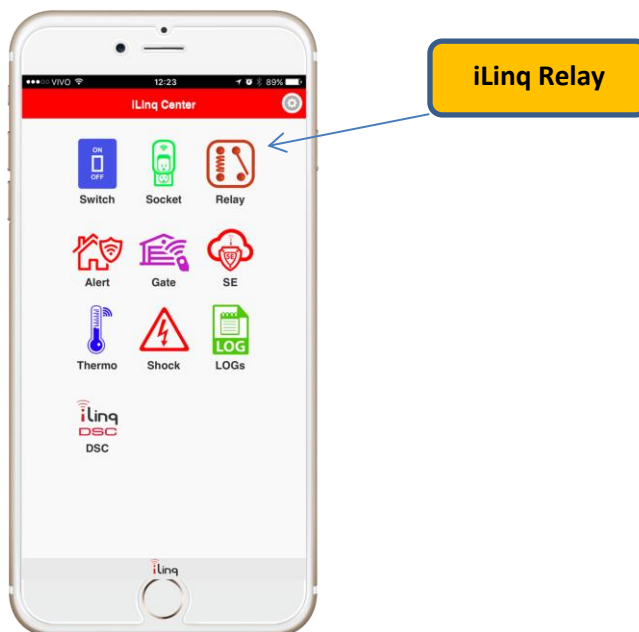 iLinq Relay
VIVO 12:23 89%
iLinq Center
ON
OFF
Switch Socket Relay
SE
Alert Gate SE
LOG
Thermo Shock LOGs
iLinq
DSC
DSC
iLinq